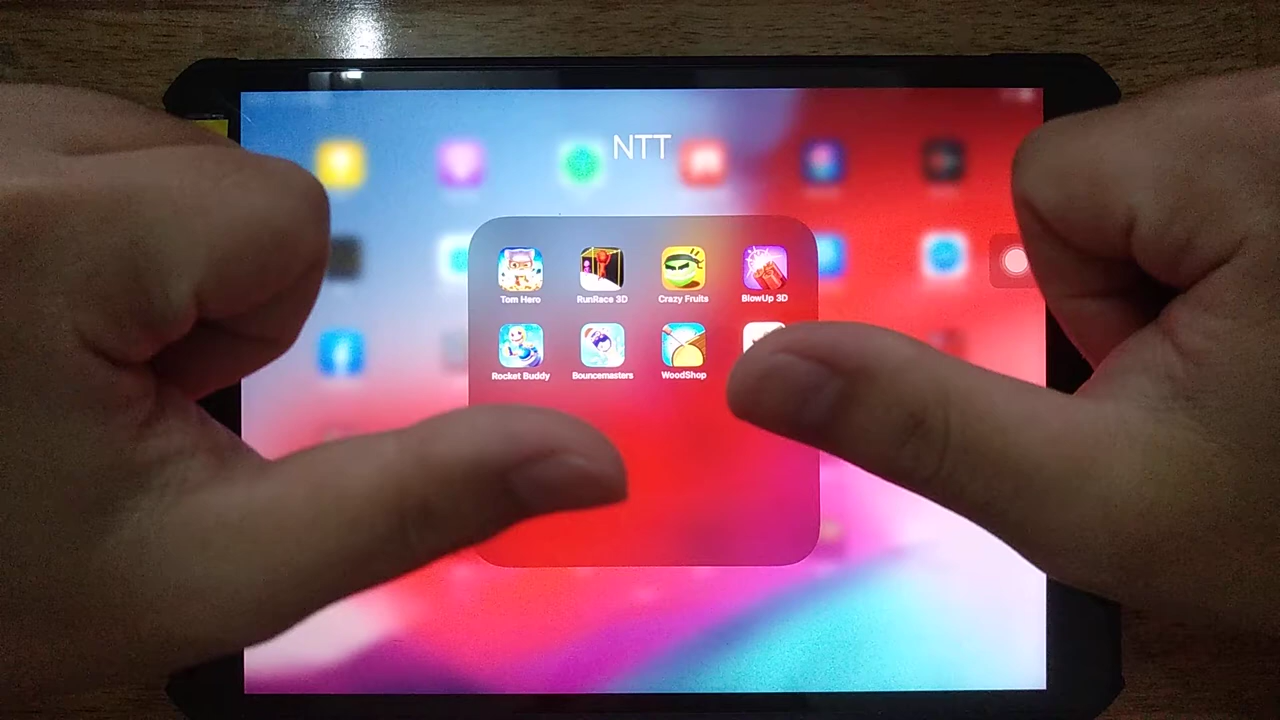 NTT
Tom Hero
RunRace 3D
Crazy Fruits
BlowUp 3D
Rocket Buddy
Bouncemasters
WoodShop